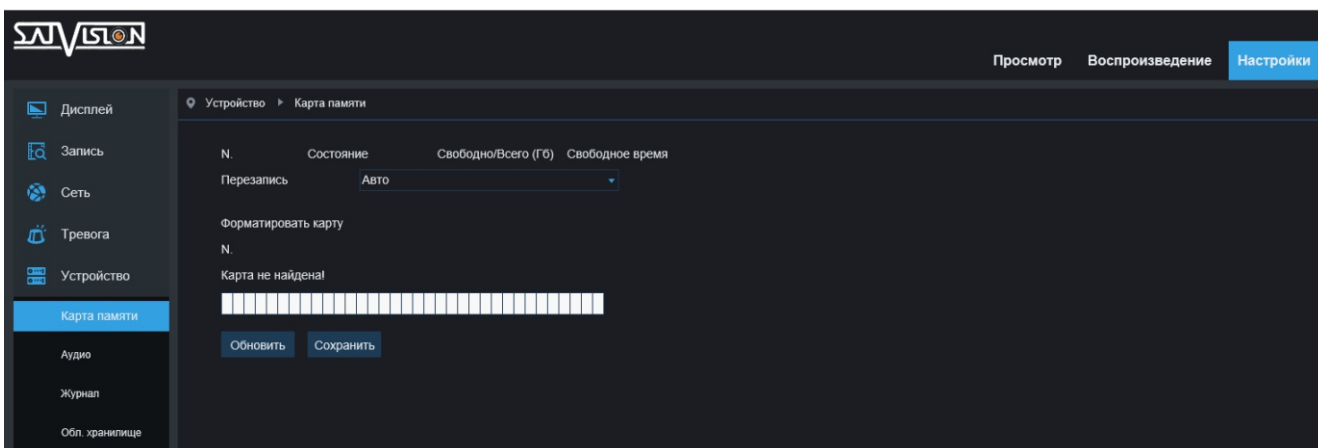 SATVISION
Просмотр Воспроизведение Настройки
Дисплей
Запись
Сеть
Тревога
Устройство
Карта памяти
Аудио
Журнал
Обл. хранилище
Устройство Карта памяти
N. Состояние Свободно/Всего (Гб) Свободное время
Перезапись Авто
Форматировать карту
N.
Карта не найдена!
Обновить Сохранить